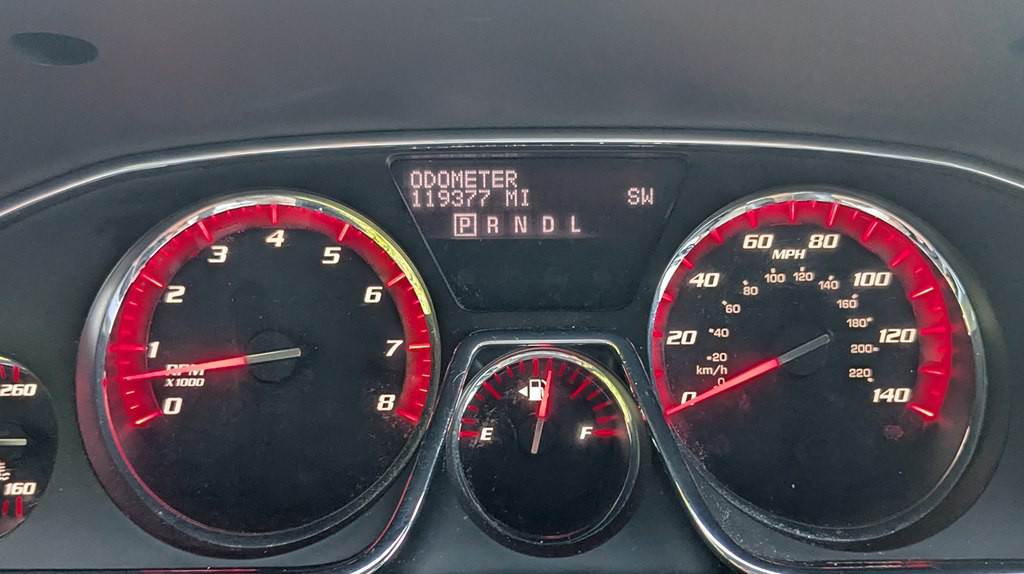 ODOMETER
119377 MI SW
P R N D L
0 1 2 3 4 5 6 7 8
RPM
X1000
E F
0 20 40 60 80 100 120 140
MPH
0 20 40 60 80 100 120 140 160 180 200 220
km/h
260
160